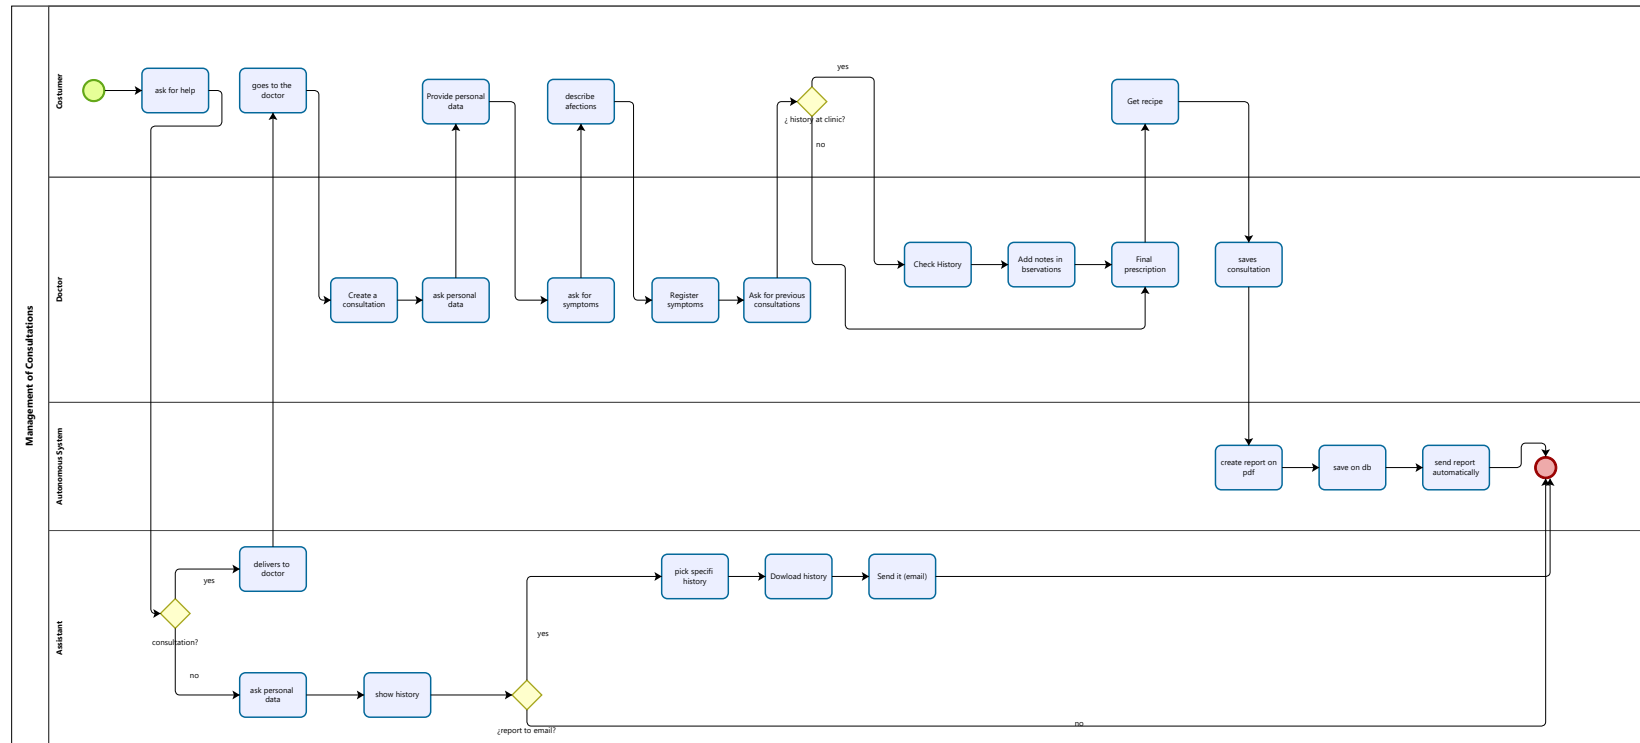 Management of Consultations
Costumer
ask for help
goes to the
doctor
Provide personal
data
describe
afections
yes
¿ history at clinic?
no
Get recipe
Doctor
Create a
consultation
ask personal
data
ask for
symptoms
Register
symptoms
Ask for previous
consultations
Check History
Add notes in
bservations
Final
prescription
saves
consultation
Autonomous System
create report on
pdf
save on db
send report
automatically
Assistant
delivers to
doctor
yes
consultation?
no
ask personal
data
show history
yes
¿report to email?
pick specifi
history
Dowload history
Send it (email)
no